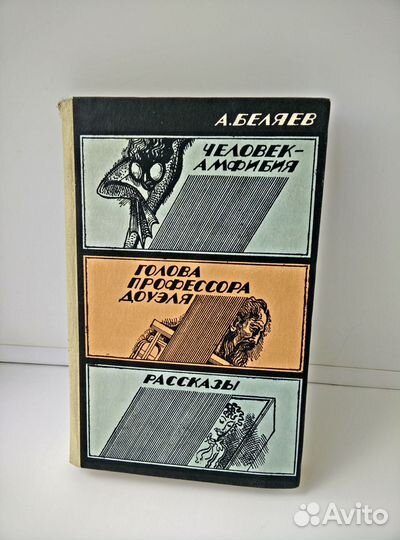 А.БЕЛЯЕВ
ЧЕЛОВЕК-
АМФИБИЯ
ГОЛОВА
ПРОФЕССОРА
ДОУЭЛЯ
РАССКАЗЫ
Avito